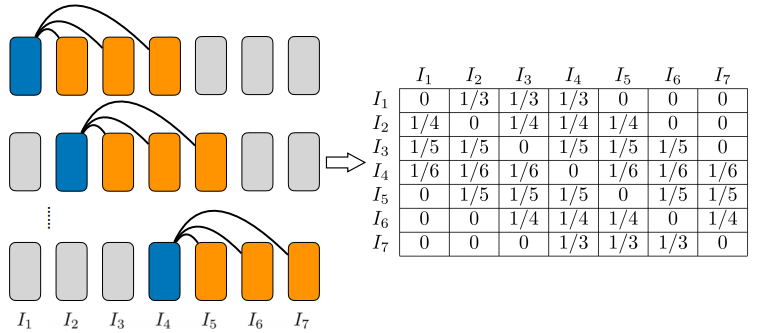 I1 I2 I3 I4 I5 I6 I7
I1 0 1/3 1/3 1/3 0 0 0
I2 1/4 0 1/4 1/4 1/4 0 0
I3 1/5 1/5 0 1/5 1/5 1/5 0
I4 1/6 1/6 1/6 0 1/6 1/6 1/6
I5 0 1/5 1/5 1/5 0 1/5 1/5
I6 0 0 1/4 1/4 1/4 0 1/4
I7 0 0 0 1/3 1/3 1/3 0
I1 I2 I3 I4 I5 I6 I7